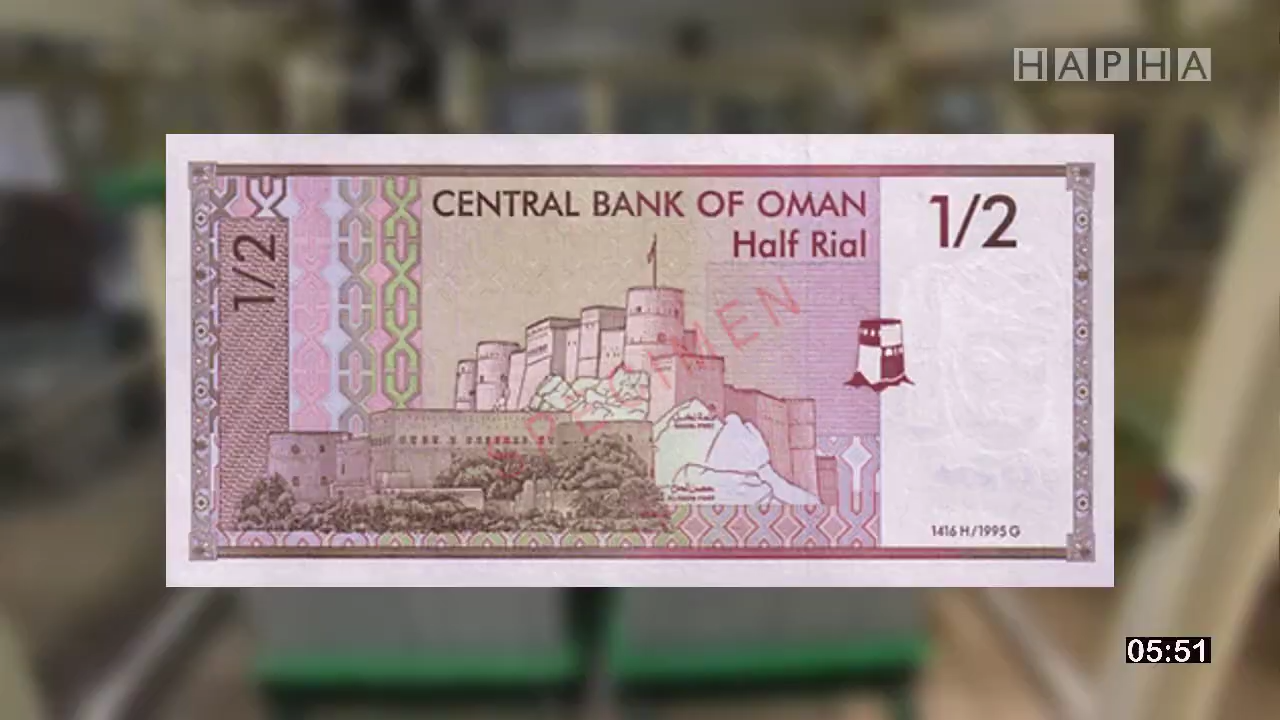 HAPHA
CENTRAL BANK OF OMAN
Half Rial
1/2
1/2
SPECIMEN
1416 H/1995 G
05:51